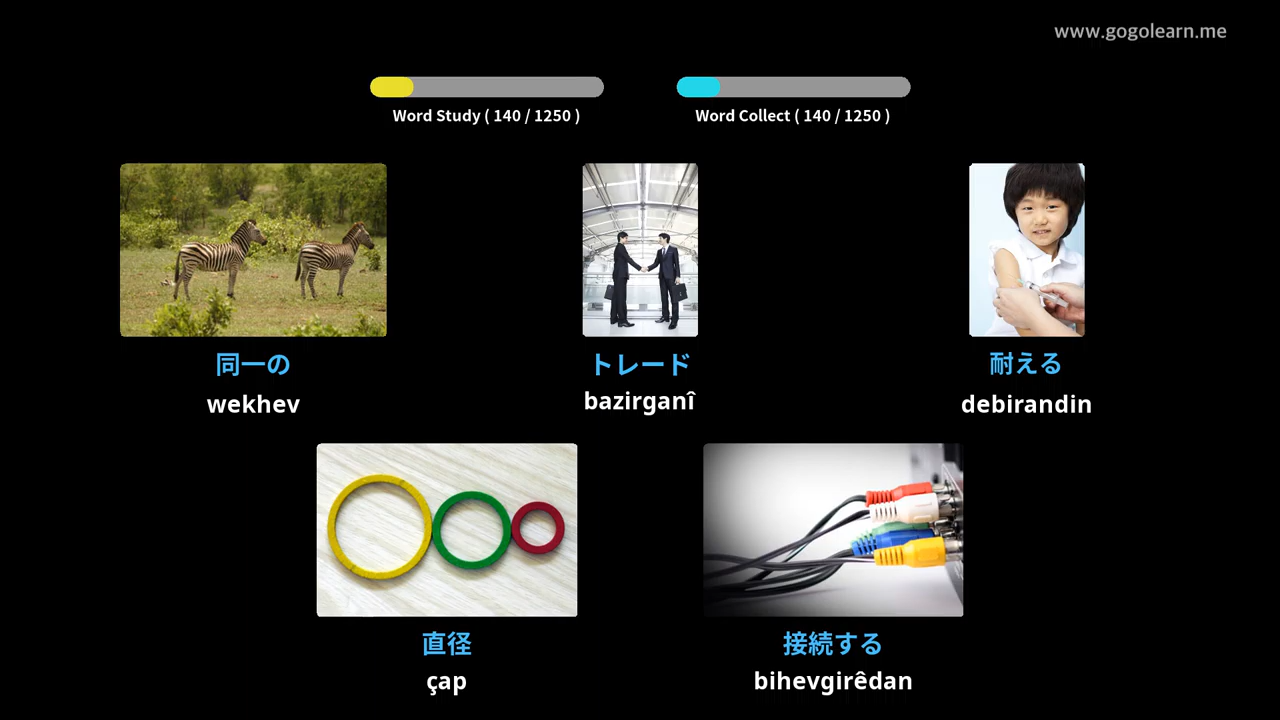 www.gogolearn.me
Word Study ( 140 / 1250 )
Word Collect ( 140 / 1250 )
同一の
wekhev
トレード
bazirganî
耐える
debirandin
直径
çap
接続する
bihevgirêdan